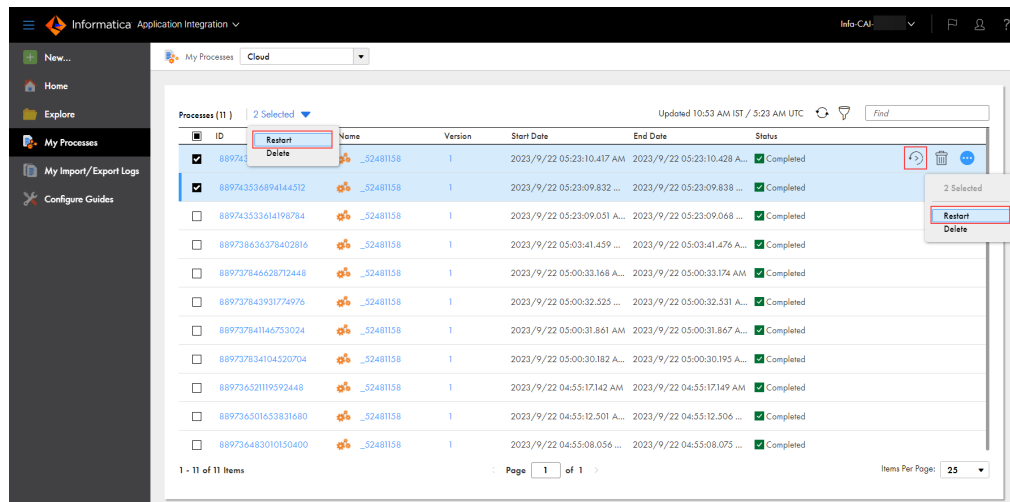 Informatica Application Integration
Infa-CAI-
?
New...
Home
Explore
My Processes
My Import/Export Logs
Configure Guides
My Processes Cloud
Processes (11 ) 2 Selected Updated 10:53 AM IST / 5:23 AM UTC Find
ID Name Version Start Date End Date Status
Restart
Delete
_52481158 1 2023/9/22 05:23:10.417 AM 2023/9/22 05:23:10.428 A... Completed
889743536894144512 _52481158 1 2023/9/22 05:23:09.832 ... 2023/9/22 05:23:09.838 ... Completed
2 Selected
Restart
Delete
889743533614198784 _52481158 1 2023/9/22 05:23:09.051 A... 2023/9/22 05:23:09.068 ... Completed
889738636378402816 _52481158 1 2023/9/22 05:03:41.459 ... 2023/9/22 05:03:41.476 A... Completed
889737846628712448 _52481158 1 2023/9/22 05:00:33.168 A... 2023/9/22 05:00:33.174 AM Completed
889737843931774976 _52481158 1 2023/9/22 05:00:32.525 ... 2023/9/22 05:00:32.531 A... Completed
889737841146753024 _52481158 1 2023/9/22 05:00:31.861 AM 2023/9/22 05:00:31.867 A... Completed
889737834104520704 _52481158 1 2023/9/22 05:00:30.182 A... 2023/9/22 05:00:30.195 A... Completed
889736521119592448 _52481158 1 2023/9/22 04:55:17.142 AM 2023/9/22 04:55:17.149 AM Completed
889736501653831680 _52481158 1 2023/9/22 04:55:12.501 A... 2023/9/22 04:55:12.506 ... Completed
889736483010150400 _52481158 1 2023/9/22 04:55:08.056 ... 2023/9/22 04:55:08.075 ... Completed
1 - 11 of 11 Items Page 1 of 1 Items Per Page: 25